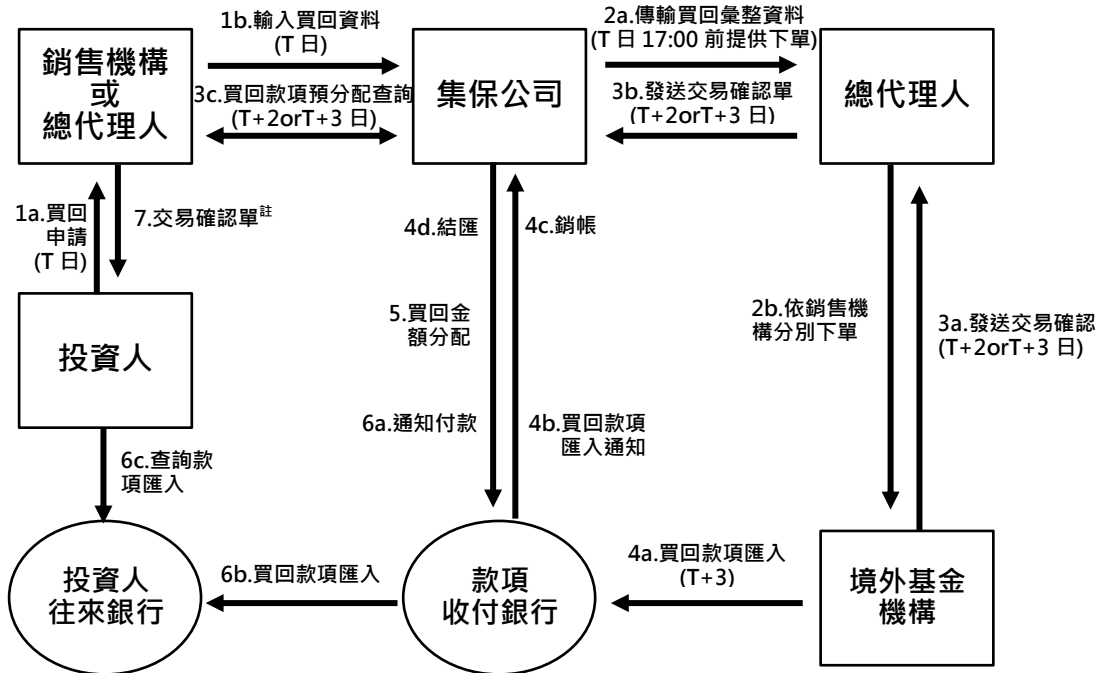 1b.輸入買回資料
(T 日)
2a.傳輸買回彙整資料
(T 日 17:00 前提供下單)
銷售機構
或
總代理人
集保公司
總代理人
3c.買回款項預分配查詢
(T+2orT+3 日)
3b.發送交易確認單
(T+2orT+3 日)
1a.買回
申請
(T 日)
7.交易確認單註
4d.結匯
4c.銷帳
投資人
5.買回金
額分配
2b.依銷售機
構分別下單
3a.發送交易確認
(T+2orT+3 日)
6a.通知付款
4b.買回款項
匯入通知
6c.查詢款
項匯入
投資人
往來銀行
6b.買回款項匯入
款項
收付銀行
4a.買回款項匯入
(T+3)
境外基金
機構